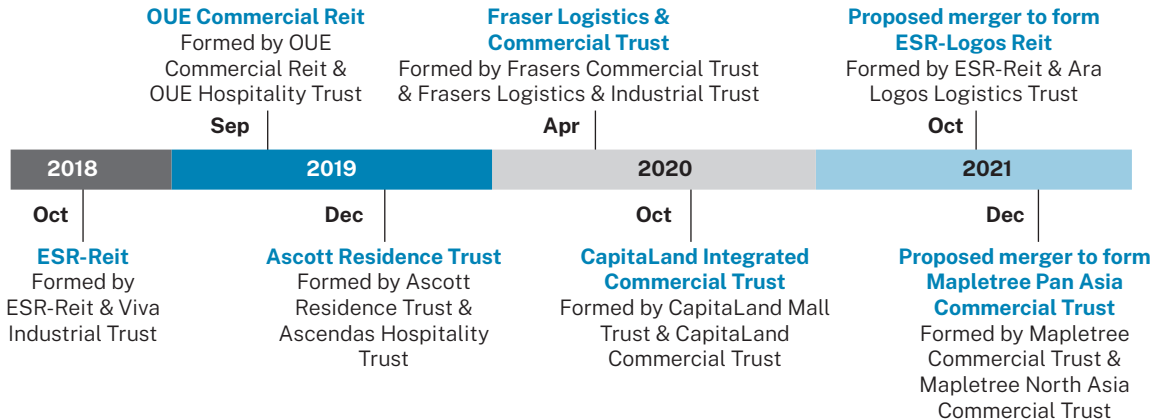 OUE Commercial Reit
Formed by OUE
Commercial Reit &
OUE Hospitality Trust
Sep
Fraser Logistics &
Commercial Trust
Formed by Frasers Commercial Trust
& Frasers Logistics & Industrial Trust
Apr
Proposed merger to form
ESR-Logos Reit
Formed by ESR-Reit & Ara
Logos Logistics Trust
Oct
2018
2019
2020
2021
Oct
ESR-Reit
Formed by
ESR-Reit & Viva
Industrial Trust
Dec
Ascott Residence Trust
Formed by Ascott
Residence Trust &
Ascendas Hospitality
Trust
Oct
CapitaLand Integrated
Commercial Trust
Formed by CapitaLand Mall
Trust & CapitaLand
Commercial Trust
Dec
Proposed merger to form
Mapletree Pan Asia
Commercial Trust
Formed by Mapletree
Commercial Trust &
Mapletree North Asia
Commercial Trust